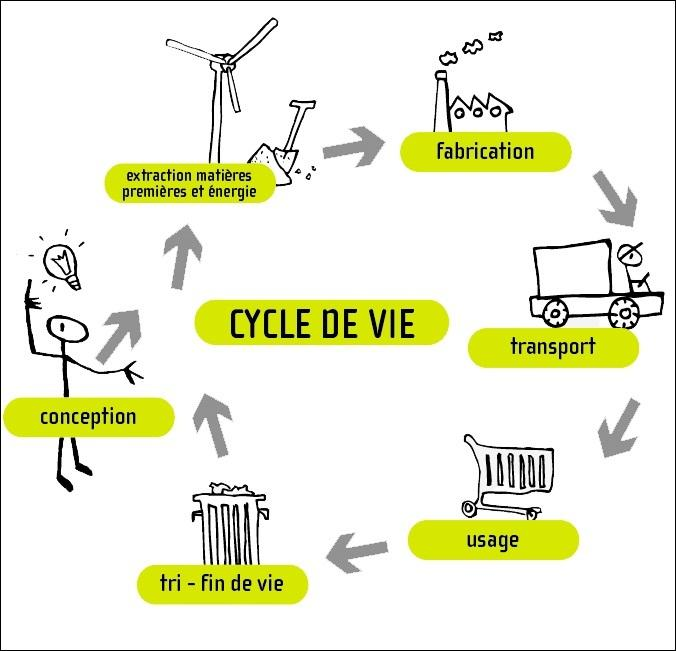 extraction matières
premières et énergie
fabrication
CYCLE DE VIE
transport
conception
usage
tri - fin de vie